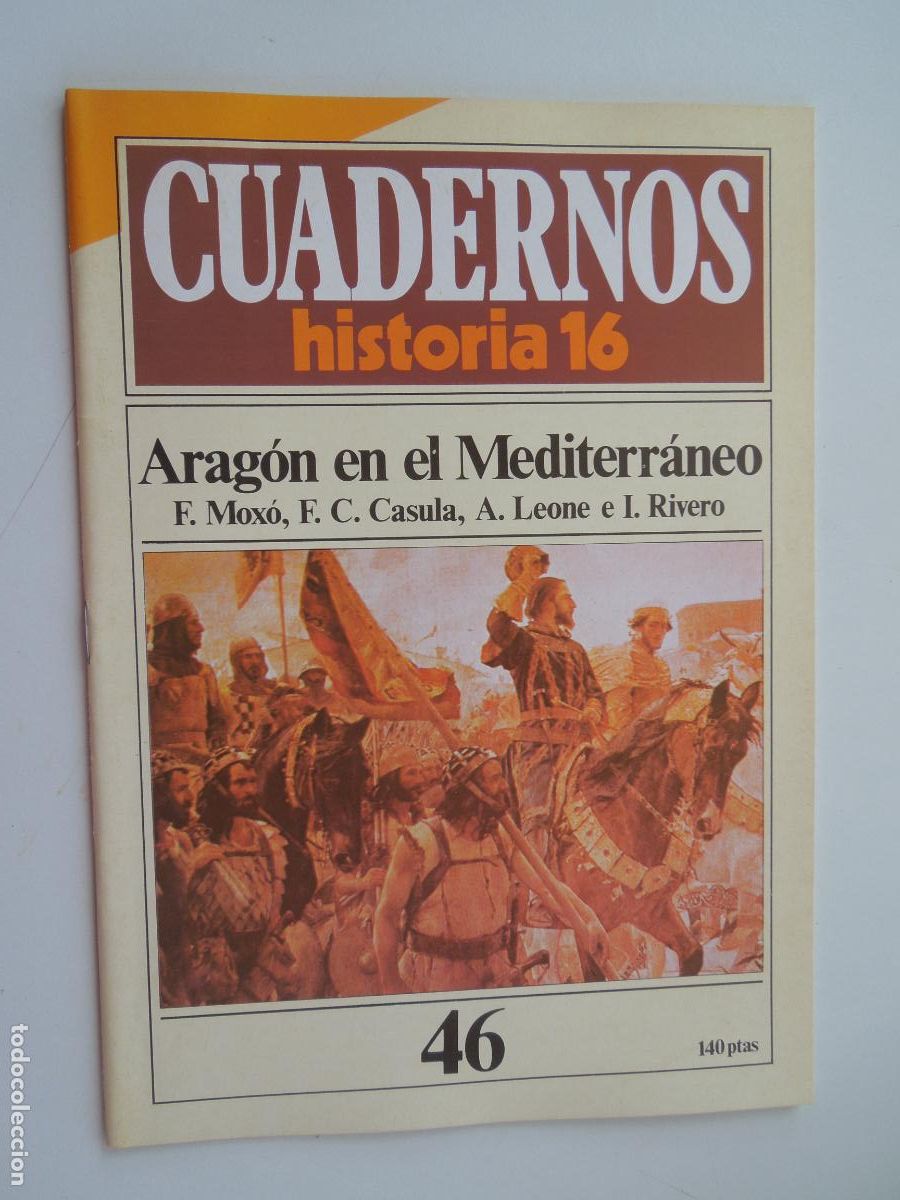 CUADERNOS
historia 16
Aragón en el Mediterráneo
F. Moxó, F. C. Casula, A. Leone e I. Rivero
46
140 ptas
todocoleccion